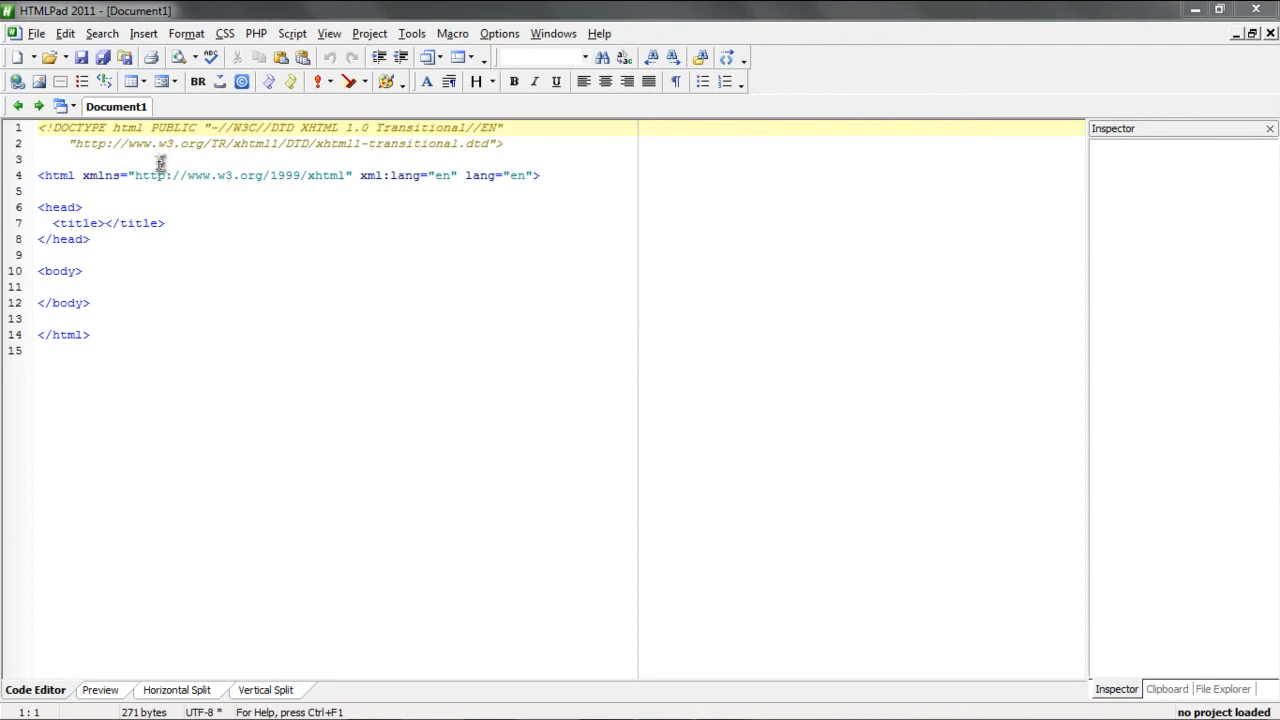 HTMLPad 2011 - [Document1]
File Edit Search Insert Format CSS PHP Script View Project Tools Macro Options Windows Help
ABC
BR H B I U
Document1
1 <!DOCTYPE html PUBLIC "-//W3C//DTD XHTML 1.0 Transitional//EN"
2 "http://www.w3.org/TR/xhtml1/DTD/xhtml1-transitional.dtd">
3
4 <html xmlns="http://www.w3.org/1999/xhtml" xml:lang="en" lang="en">
5
6 <head>
7 <title></title>
8 </head>
9
10 <body>
11
12 </body>
13
14 </html>
15
Inspector
Code Editor Preview Horizontal Split Vertical Split
Inspector Clipboard File Explorer
1 : 1 271 bytes UTF-8 * For Help, press Ctrl+F1 no project loaded